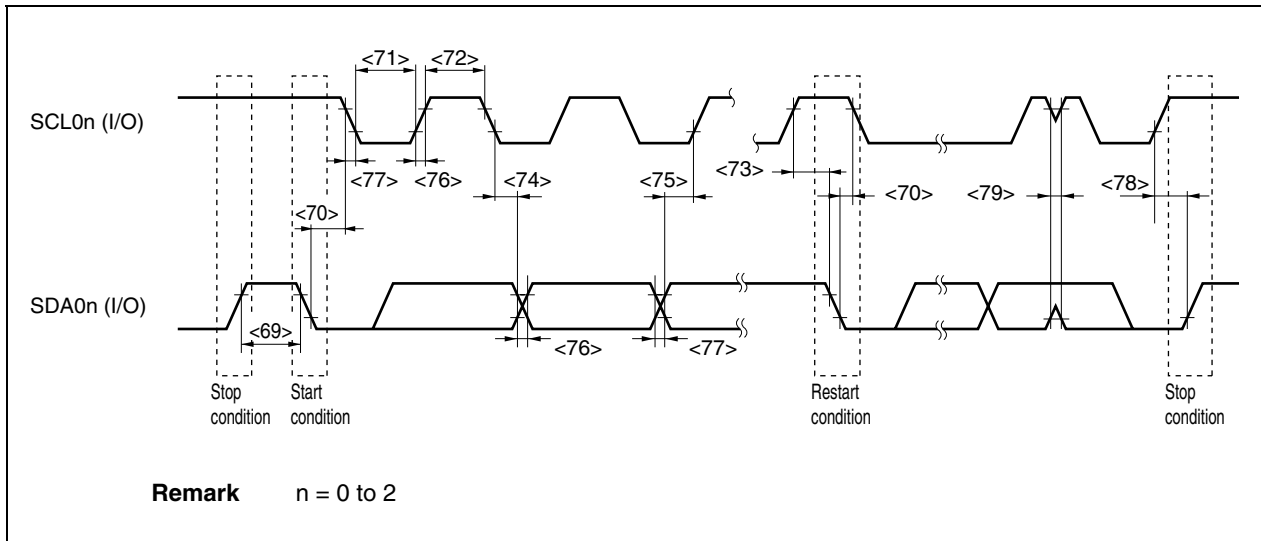 <71>
<72>
SCL0n (I/O)
<77>
<76>
<74>
<75>
<73>
<70>
<79>
<78>
<70>
SDA0n (I/O)
<69>
<76>
<77>
Stop
condition
Start
condition
Restart
condition
Stop
condition
Remark n = 0 to 2